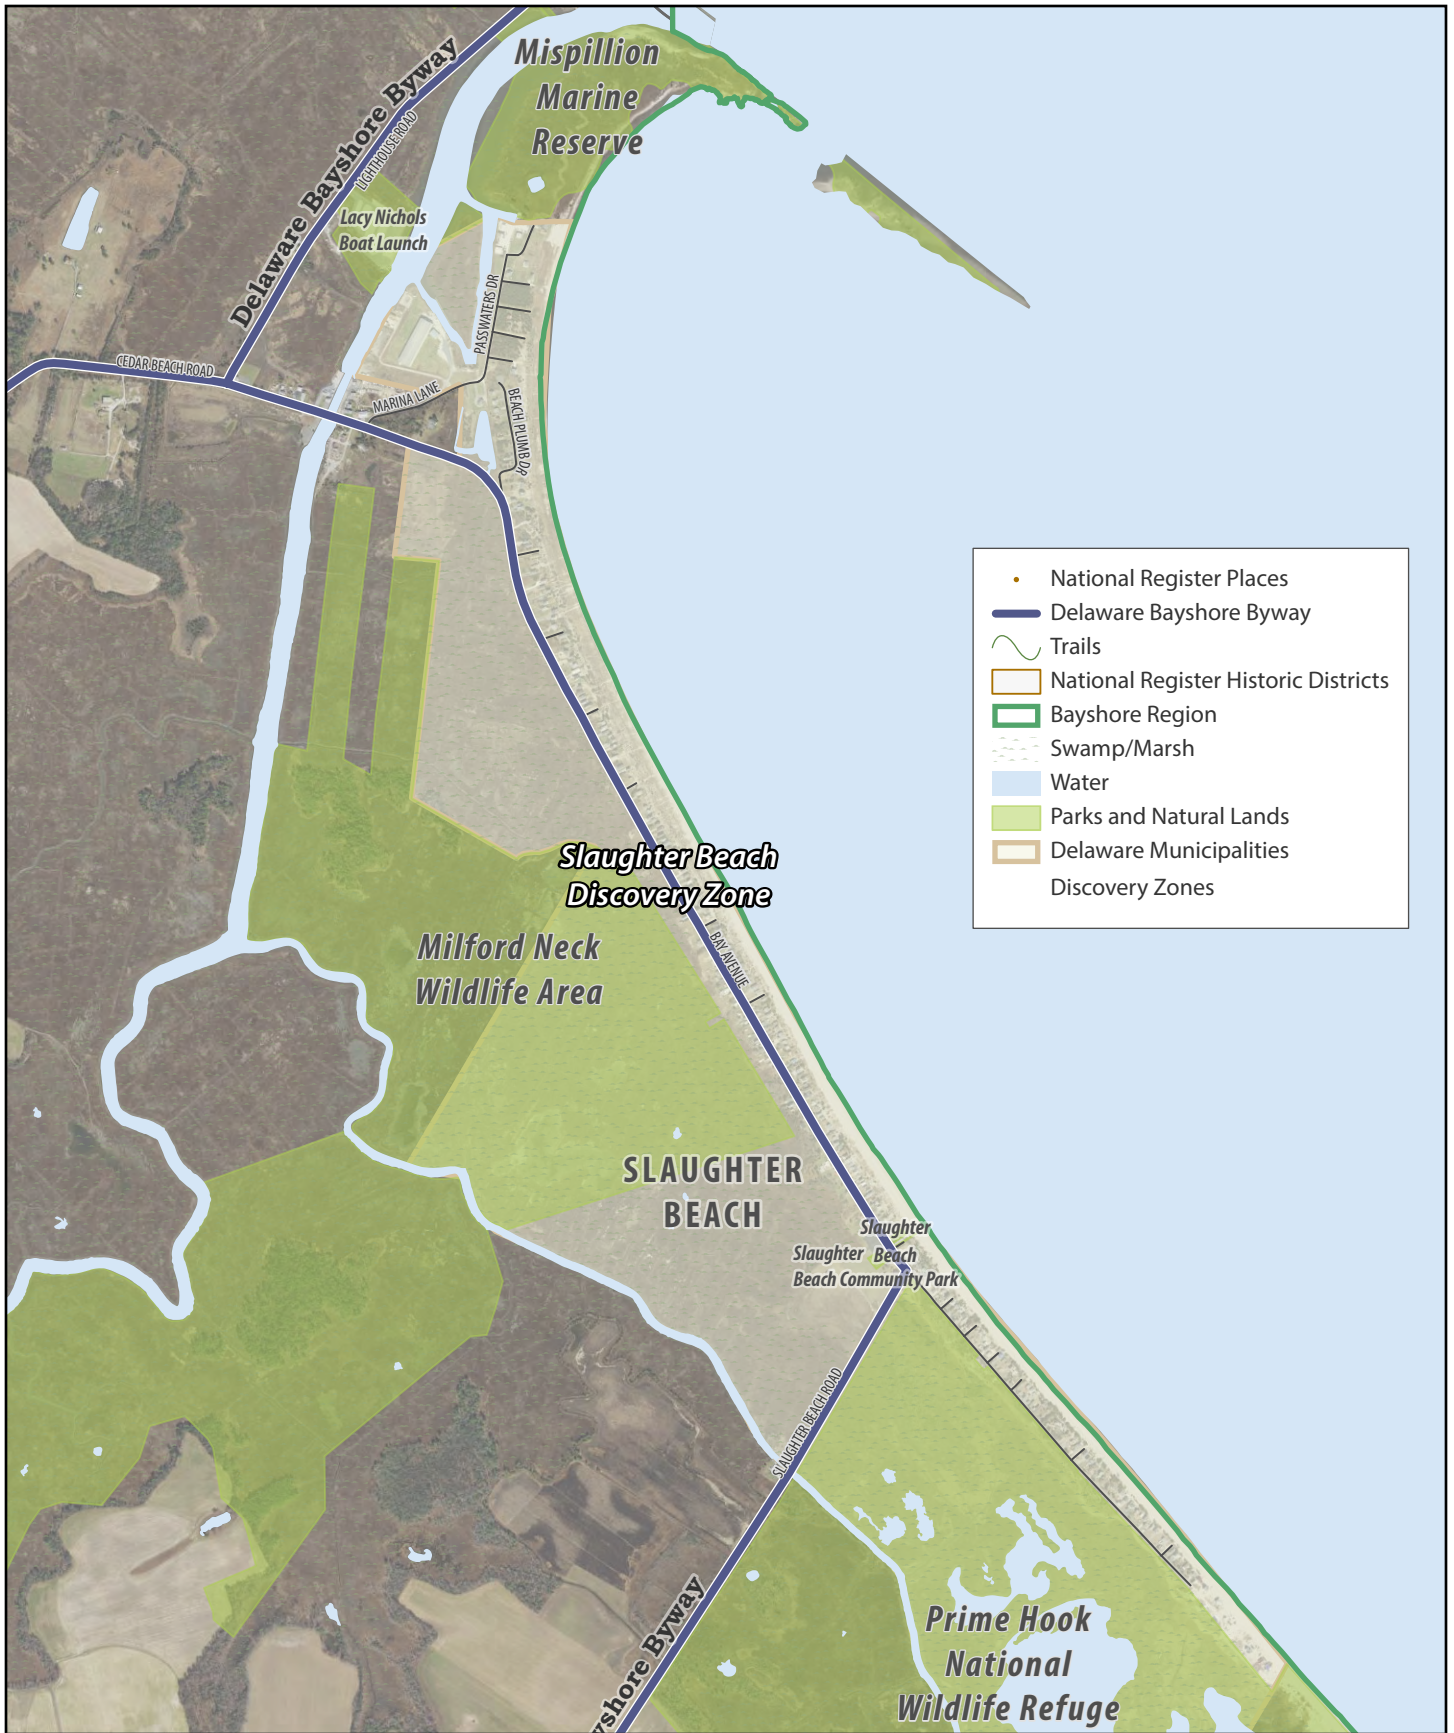 Mispillion
Marine
Reserve
Delaware Bayshore Byway
LIGHTHOUSE ROAD
Lacy Nichols
Boat Launch
PASSWATERS DR
CEDAR BEACH ROAD
MARINA LANE
BEACH PLUMB DR
National Register Places
Delaware Bayshore Byway
Trails
National Register Historic Districts
Bayshore Region
Swamp/Marsh
Water
Parks and Natural Lands
Delaware Municipalities
Discovery Zones
Slaughter Beach
Discovery Zone
Milford Neck
Wildlife Area
BAY AVENUE
SLAUGHTER
BEACH
Slaughter
Beach
Slaughter
Beach Community Park
SLAUGHTER BEACH ROAD
yshore Byway
Prime Hook
National
Wildlife Refuge